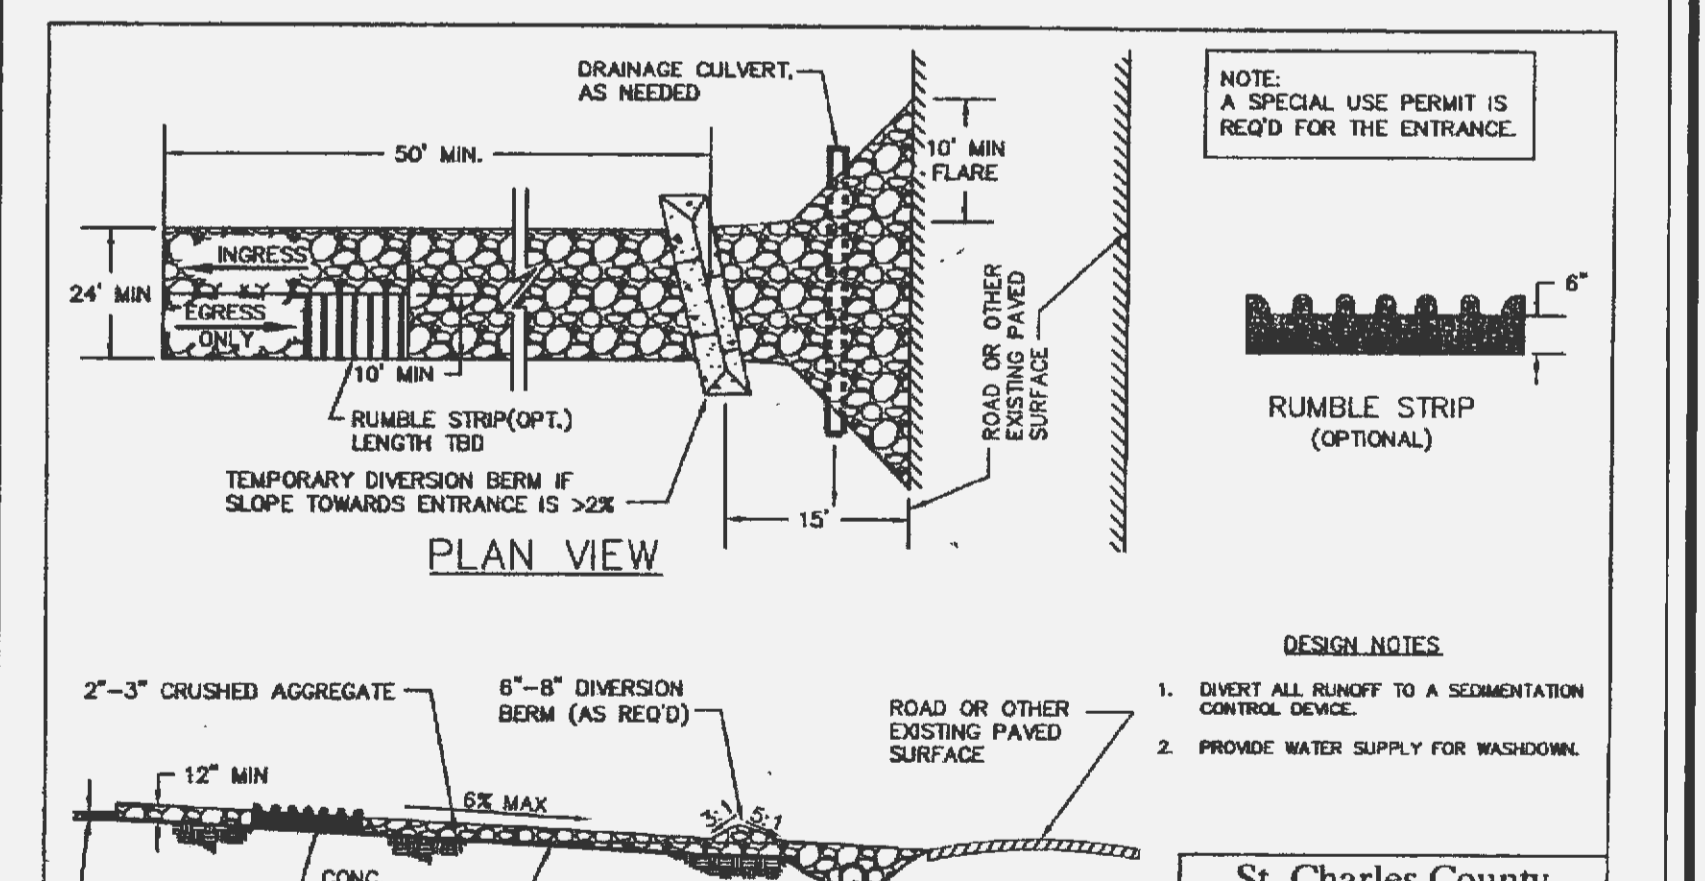 DRAINAGE CULVERT,
AS NEEDED
50' MIN.
10' MIN
FLARE
NOTE:
A SPECIAL USE PERMIT IS
REQ'D FOR THE ENTRANCE.
24' MIN
INGRESS
EGRESS
ONLY
10' MIN
RUMBLE STRIP(OPT.)
LENGTH TBD
TEMPORARY DIVERSION BERM IF
SLOPE TOWARDS ENTRANCE IS >2%
15'
ROAD OR OTHER
EXISTING PAVED
SURFACE
6"
RUMBLE STRIP
(OPTIONAL)
PLAN VIEW
DESIGN NOTES
1. DIVERT ALL RUNOFF TO A SEDIMENTATION
CONTROL DEVICE.
2. PROVIDE WATER SUPPLY FOR WASHDOWN.
2"-3" CRUSHED AGGREGATE
6"-8" DIVERSION
BERM (AS REQ'D)
ROAD OR OTHER
EXISTING PAVED
SURFACE
12" MIN
6% MAX
5:1
CONC
St. Charles County